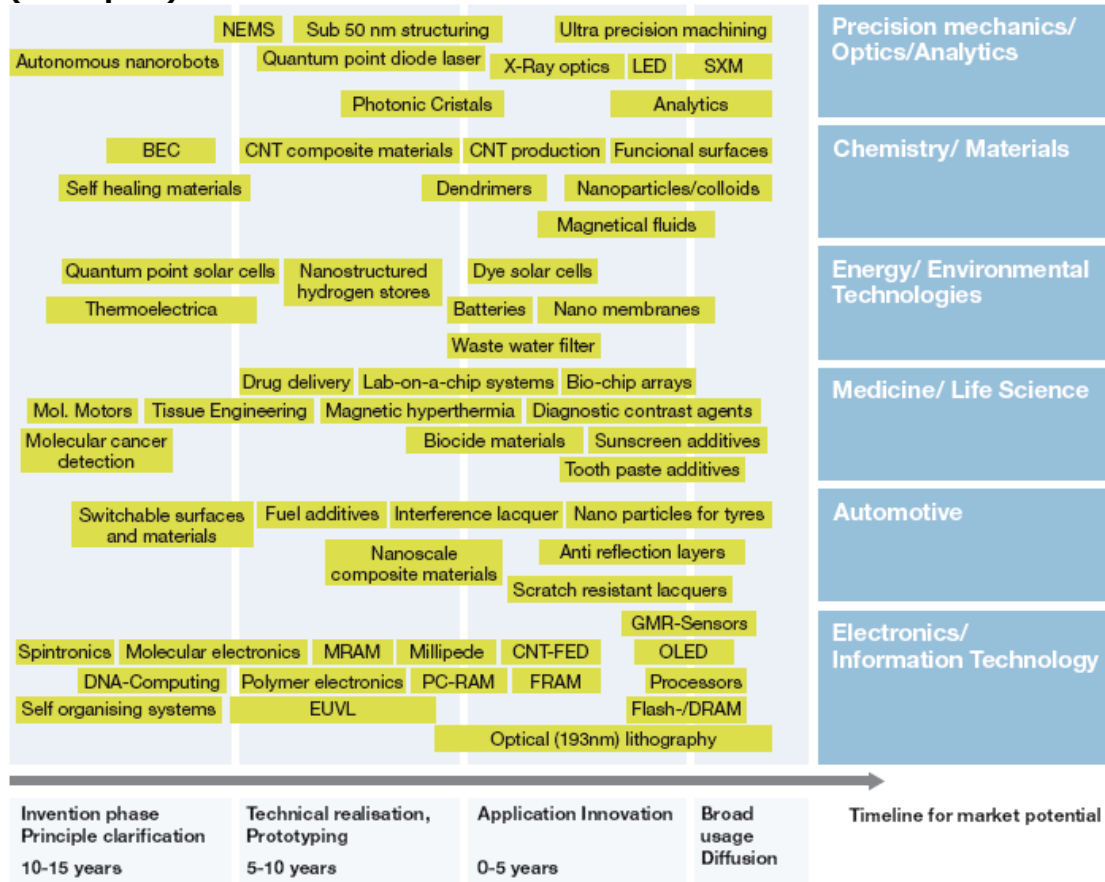 NEMS Sub 50 nm structuring Ultra precision machining
Autonomous nanorobots Quantum point diode laser X-Ray optics LED SXM
Photonic Cristals Analytics
Precision mechanics/
Optics/Analytics
BEC CNT composite materials CNT production Funcional surfaces
Self healing materials Dendrimers Nanoparticles/colloids
Magnetical fluids
Chemistry/ Materials
Quantum point solar cells Nanostructured
hydrogen stores Dye solar cells
Thermoelectrica Batteries Nano membranes
Waste water filter
Energy/ Environmental
Technologies
Drug delivery Lab-on-a-chip systems Bio-chip arrays
Mol. Motors Tissue Engineering Magnetic hyperthermia Diagnostic contrast agents
Molecular cancer
detection Biocide materials Sunscreen additives
Tooth paste additives
Medicine/ Life Science
Switchable surfaces
and materials Fuel additives Interference lacquer Nano particles for tyres
Nanoscale
composite materials Anti reflection layers
Scratch resistant lacquers
Automotive
GMR-Sensors
Spintronics Molecular electronics MRAM Millipede CNT-FED OLED
DNA-Computing Polymer electronics PC-RAM FRAM Processors
Self organising systems EUVL Flash-/DRAM
Optical (193nm) lithography
Electronics/
Information Technology
Invention phase
Principle clarification
10-15 years
Technical realisation,
Prototyping
5-10 years
Application Innovation
0-5 years
Broad
usage
Diffusion
Timeline for market potential